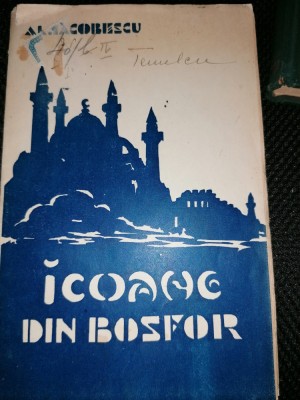 AL. IACOBESCU
ICOANE
DIN BOSFOR